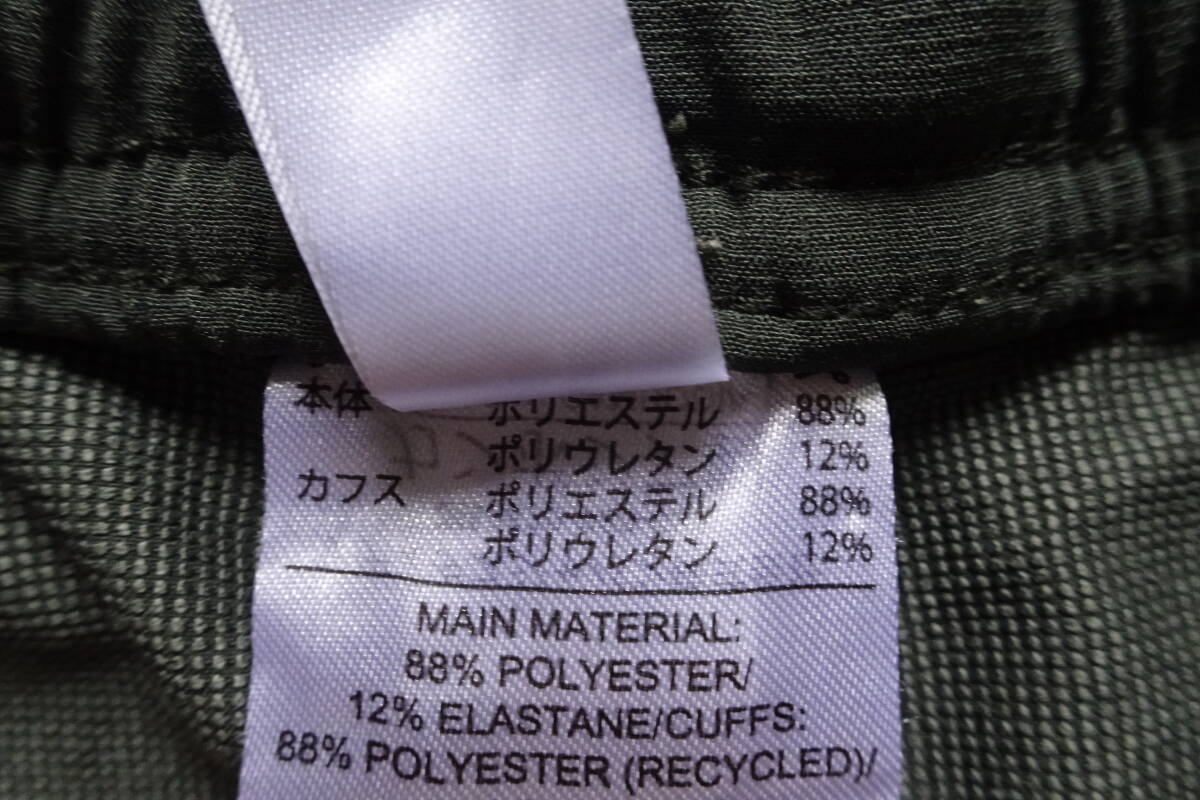 本体 ポリエステル 88%
ポリウレタン 12%
カフス ポリエステル 88%
ポリウレタン 12%
MAIN MATERIAL:
88% POLYESTER/
12% ELASTANE/CUFFS:
88% POLYESTER (RECYCLED)/